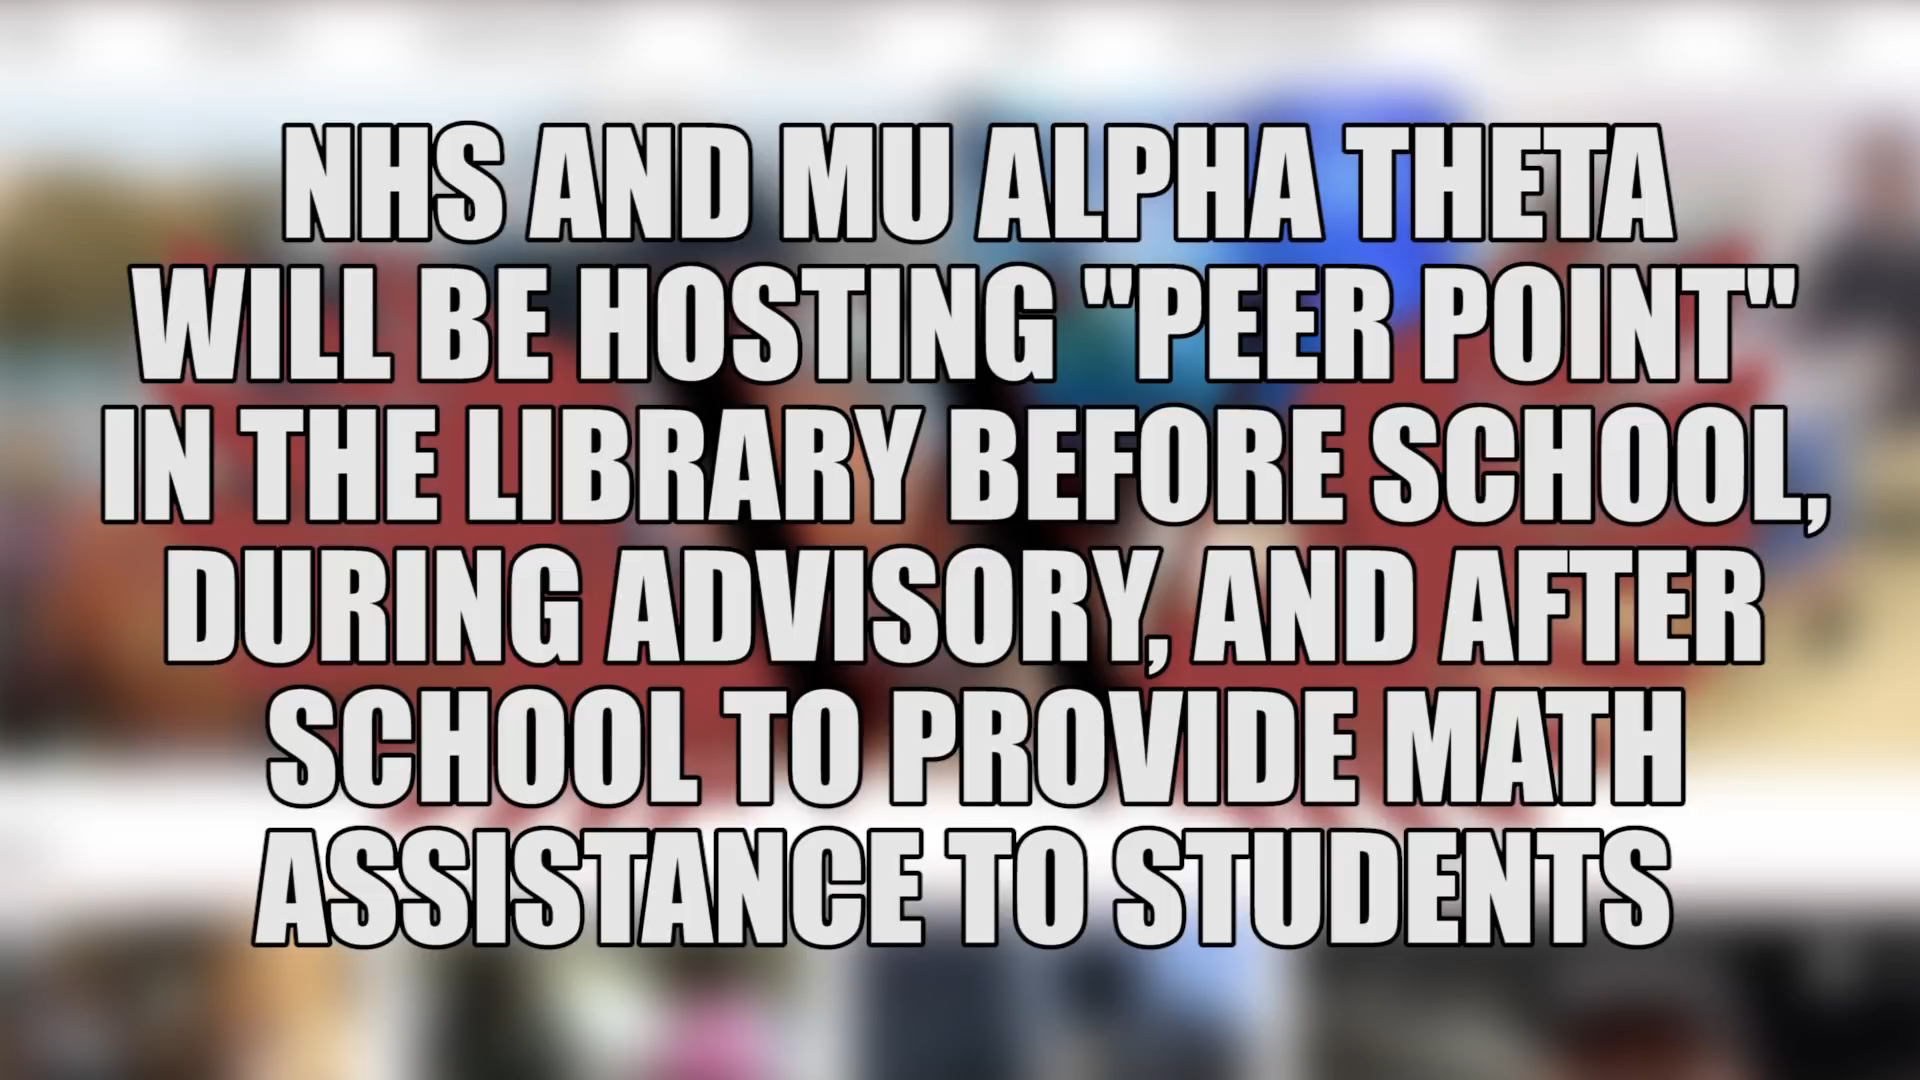 NHS AND MU ALPHA THETA
WILL BE HOSTING "PEER POINT"
IN THE LIBRARY BEFORE SCHOOL,
DURING ADVISORY, AND AFTER
SCHOOL TO PROVIDE MATH
ASSISTANCE TO STUDENTS